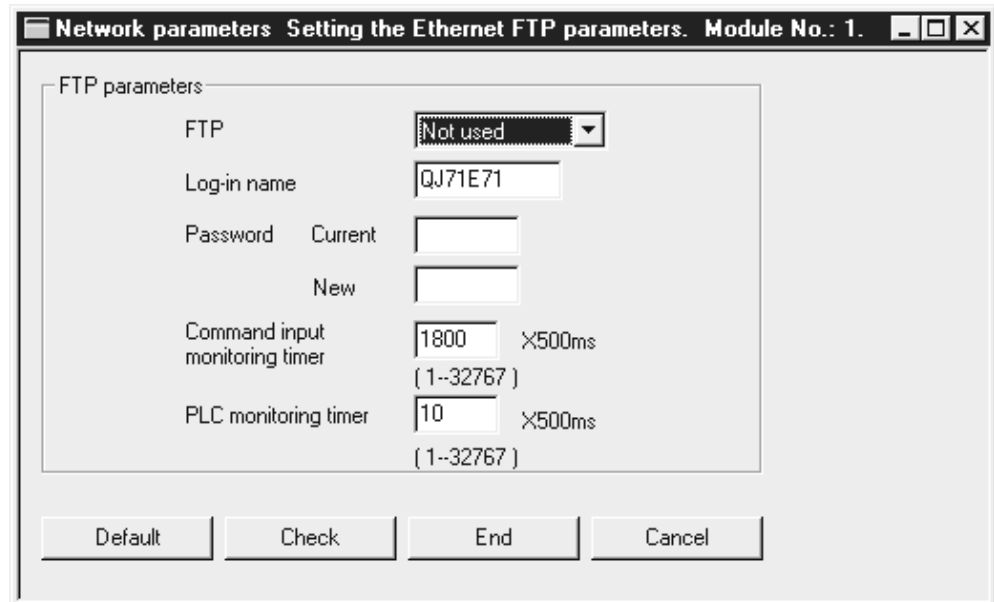 Network parameters Setting the Ethernet FTP parameters. Module No.: 1.
FTP parameters
FTP Not used
Log-in name QJ71E71
Password Current
New
Command input
monitoring timer 1800 X500ms
( 1--32767 )
PLC monitoring timer 10 X500ms
( 1--32767 )
Default Check End Cancel